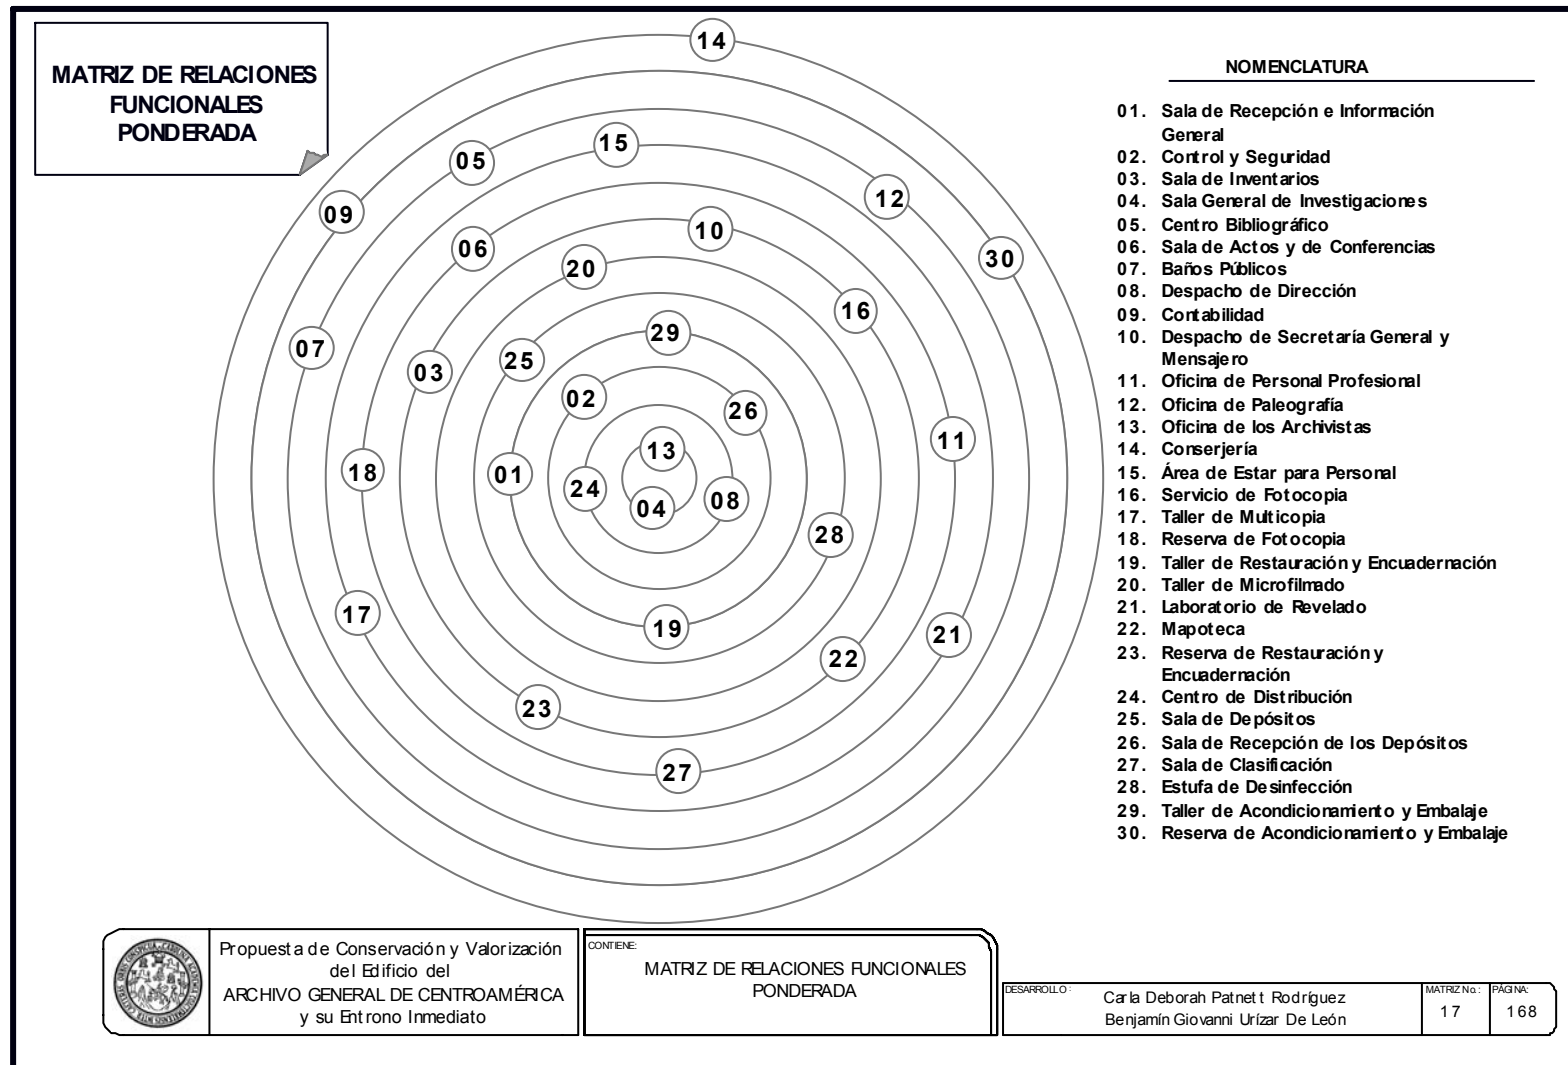 MATRIZ DE RELACIONES
FUNCIONALES
PONDERADA
14
05
15
09
12
06
10
30
20
16
07
29
25
03
02
26
13
11
18
01
24
04
08
28
17
19
21
22
23
27
NOMENCLATURA
01. Sala de Recepción e Información
General
02. Control y Seguridad
03. Sala de Inventarios
04. Sala General de Investigaciones
05. Centro Bibliográfico
06. Sala de Actos y de Conferencias
07. Baños Públicos
08. Despacho de Dirección
09. Contabilidad
10. Despacho de Secretaría General y
Mensajero
11. Oficina de Personal Profesional
12. Oficina de Paleografía
13. Oficina de los Archivistas
14. Conserjería
15. Área de Estar para Personal
16. Servicio de Fotocopia
17. Taller de Multicopia
18. Reserva de Fotocopia
19. Taller de Restauración y Encuadernación
20. Taller de Microfilmado
21. Laboratorio de Revelado
22. Mapoteca
23. Reserva de Restauración y
Encuadernación
24. Centro de Distribución
25. Sala de Depósitos
26. Sala de Recepción de los Depósitos
27. Sala de Clasificación
28. Estufa de Desinfección
29. Taller de Acondicionamiento y Embalaje
30. Reserva de Acondicionamiento y Embalaje
Propuesta de Conservación y Valorización
del Edificio del
ARCHIVO GENERAL DE CENTROAMÉRICA
y su Entrono Inmediato
CONTIENE:
MATRIZ DE RELACIONES FUNCIONALES
PONDERADA
DESARROLLO:
Carla Deborah Patnett Rodríguez
Benjamín Giovanni Urízar De León
MATRIZ No.:
17
PÁGINA:
168